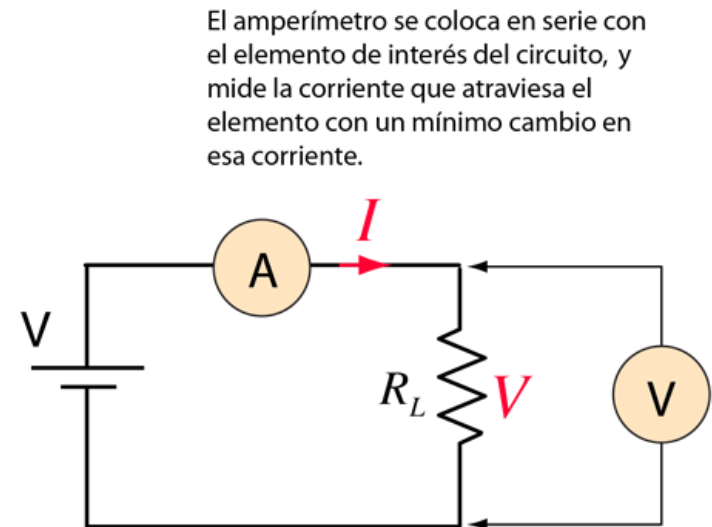 El amperímetro se coloca en serie con
el elemento de interés del circuito, y
mide la corriente que atraviesa el
elemento con un mínimo cambio en
esa corriente.
I
A
V
R_L
V
V